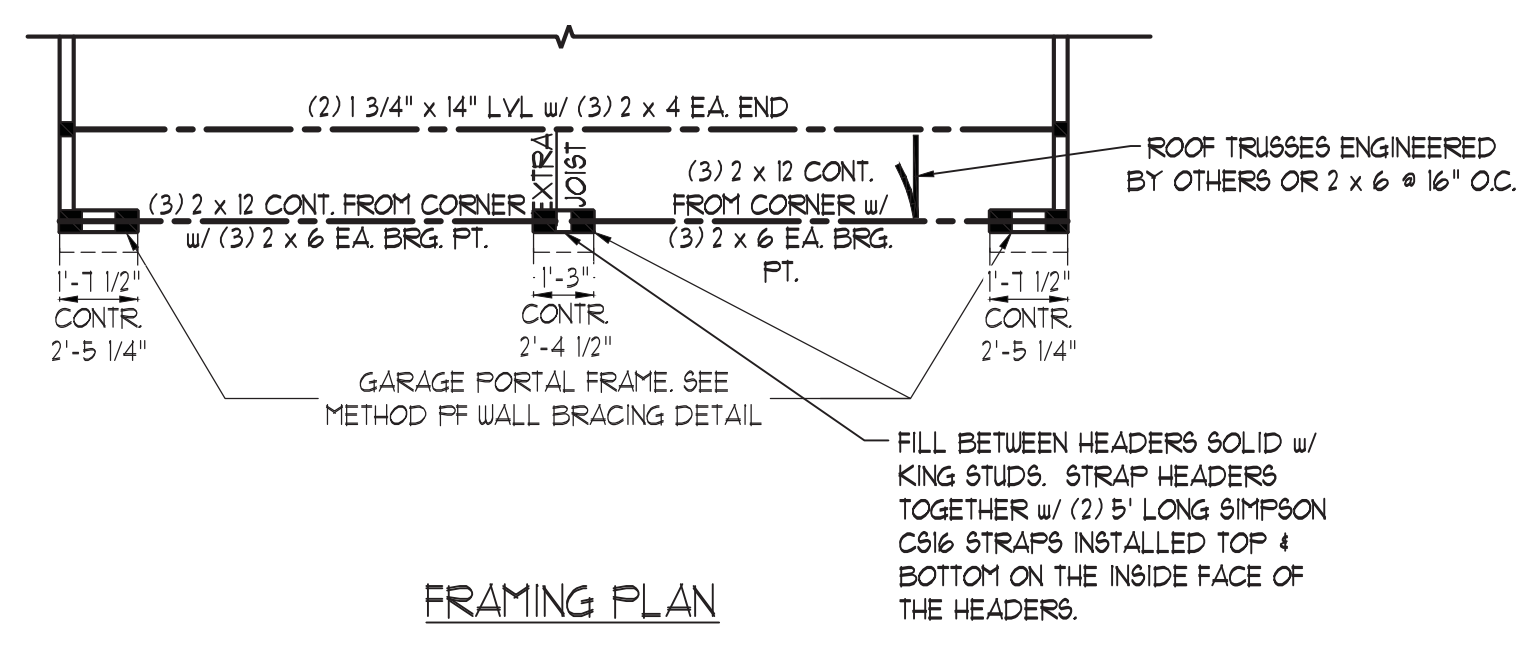 (2) 1 3/4" x 14" LVL w/ (3) 2 x 4 EA. END
EXTRA
JOIST
(3) 2 x 12 CONT. FROM CORNER
w/ (3) 2 x 6 EA. BRG. PT.
(3) 2 x 12 CONT.
FROM CORNER w/
(3) 2 x 6 EA. BRG.
PT.
ROOF TRUSSES ENGINEERED
BY OTHERS OR 2 x 6 @ 16" O.C.
1'-7 1/2"
CONTR.
2'-5 1/4"
1'-3"
CONTR.
2'-4 1/2"
1'-7 1/2"
CONTR.
2'-5 1/4"
GARAGE PORTAL FRAME. SEE
METHOD PF WALL BRACING DETAIL
FILL BETWEEN HEADERS SOLID w/
KING STUDS. STRAP HEADERS
TOGETHER w/ (2) 5' LONG SIMPSON
CS16 STRAPS INSTALLED TOP &
BOTTOM ON THE INSIDE FACE OF
THE HEADERS.
FRAMING PLAN